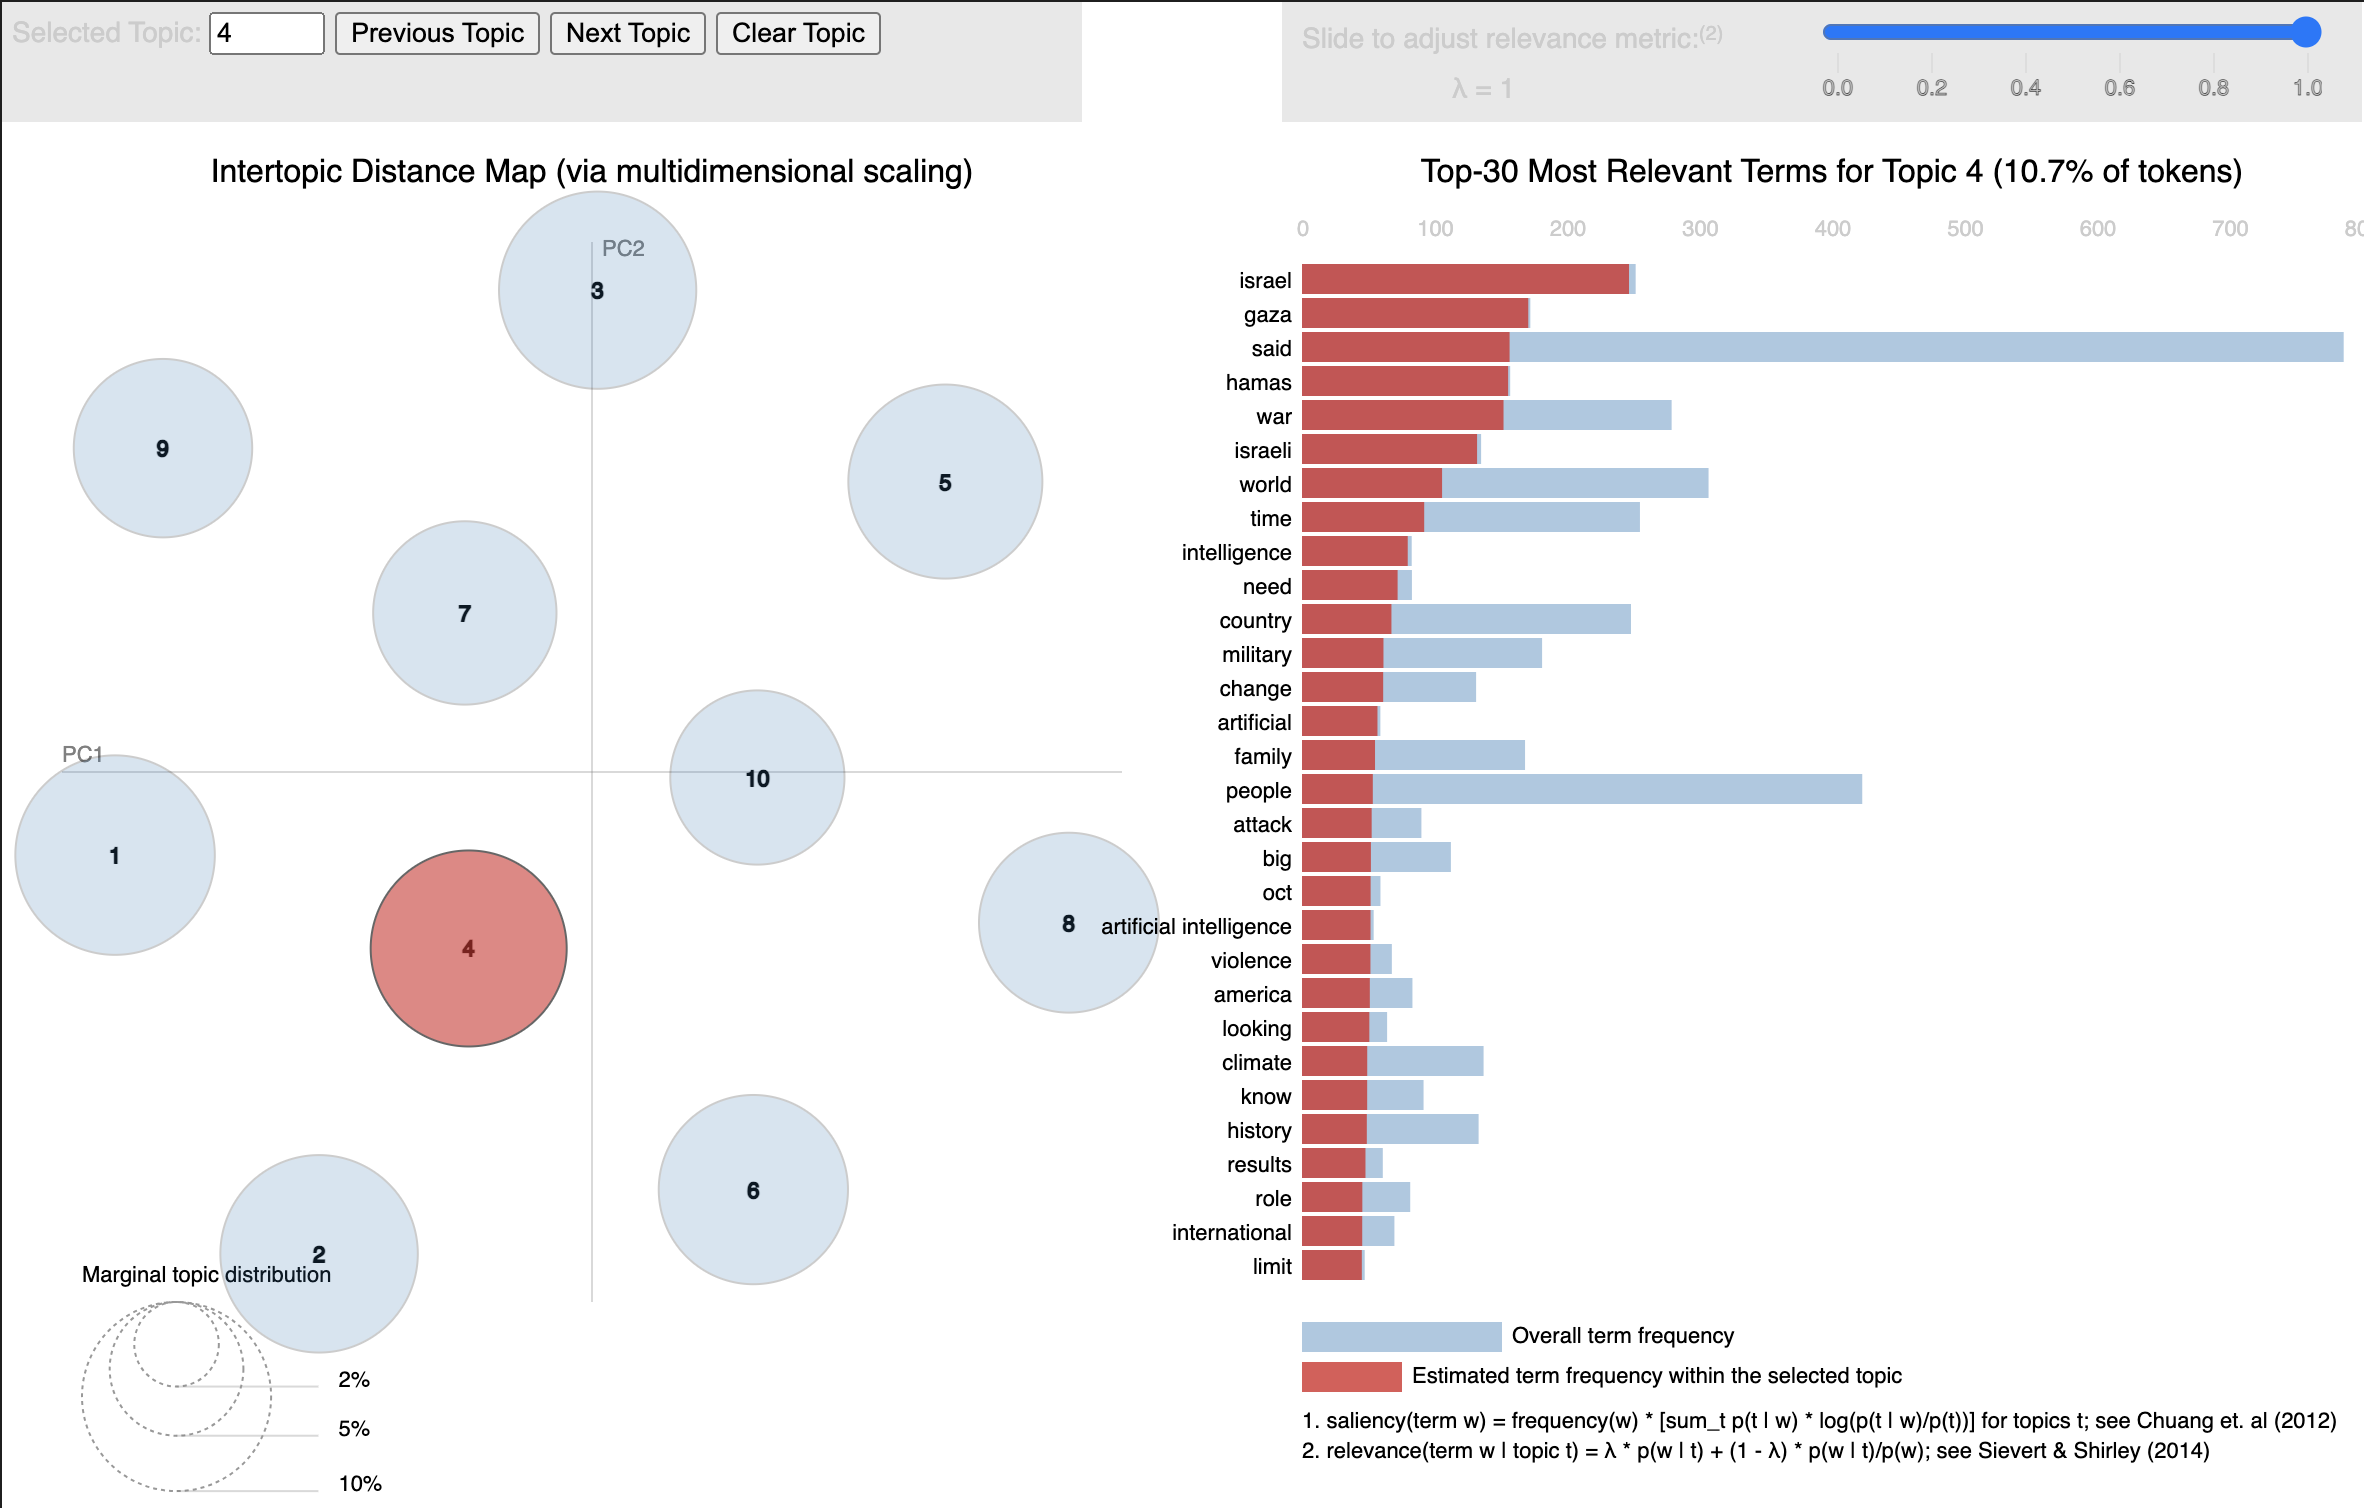 Selected Topic: 4 Previous Topic Next Topic Clear Topic
Slide to adjust relevance metric:(2)
λ = 1
0.0 0.2 0.4 0.6 0.8 1.0
Intertopic Distance Map (via multidimensional scaling)
PC2
3
9
5
7
PC1
10
1
8
4
6
2
Marginal topic distribution
2%
5%
10%
Top-30 Most Relevant Terms for Topic 4 (10.7% of tokens)
0 100 200 300 400 500 600 700 80
israel
gaza
said
hamas
war
israeli
world
time
intelligence
need
country
military
change
artificial
family
people
attack
big
oct
artificial intelligence
violence
america
looking
climate
know
history
results
role
international
limit
Overall term frequency
Estimated term frequency within the selected topic
1. saliency(term w) = frequency(w) * [sum_t p(t | w) * log(p(t | w)/p(t))] for topics t; see Chuang et. al (2012)
2. relevance(term w | topic t) = λ * p(w | t) + (1 - λ) * p(w | t)/p(w); see Sievert & Shirley (2014)